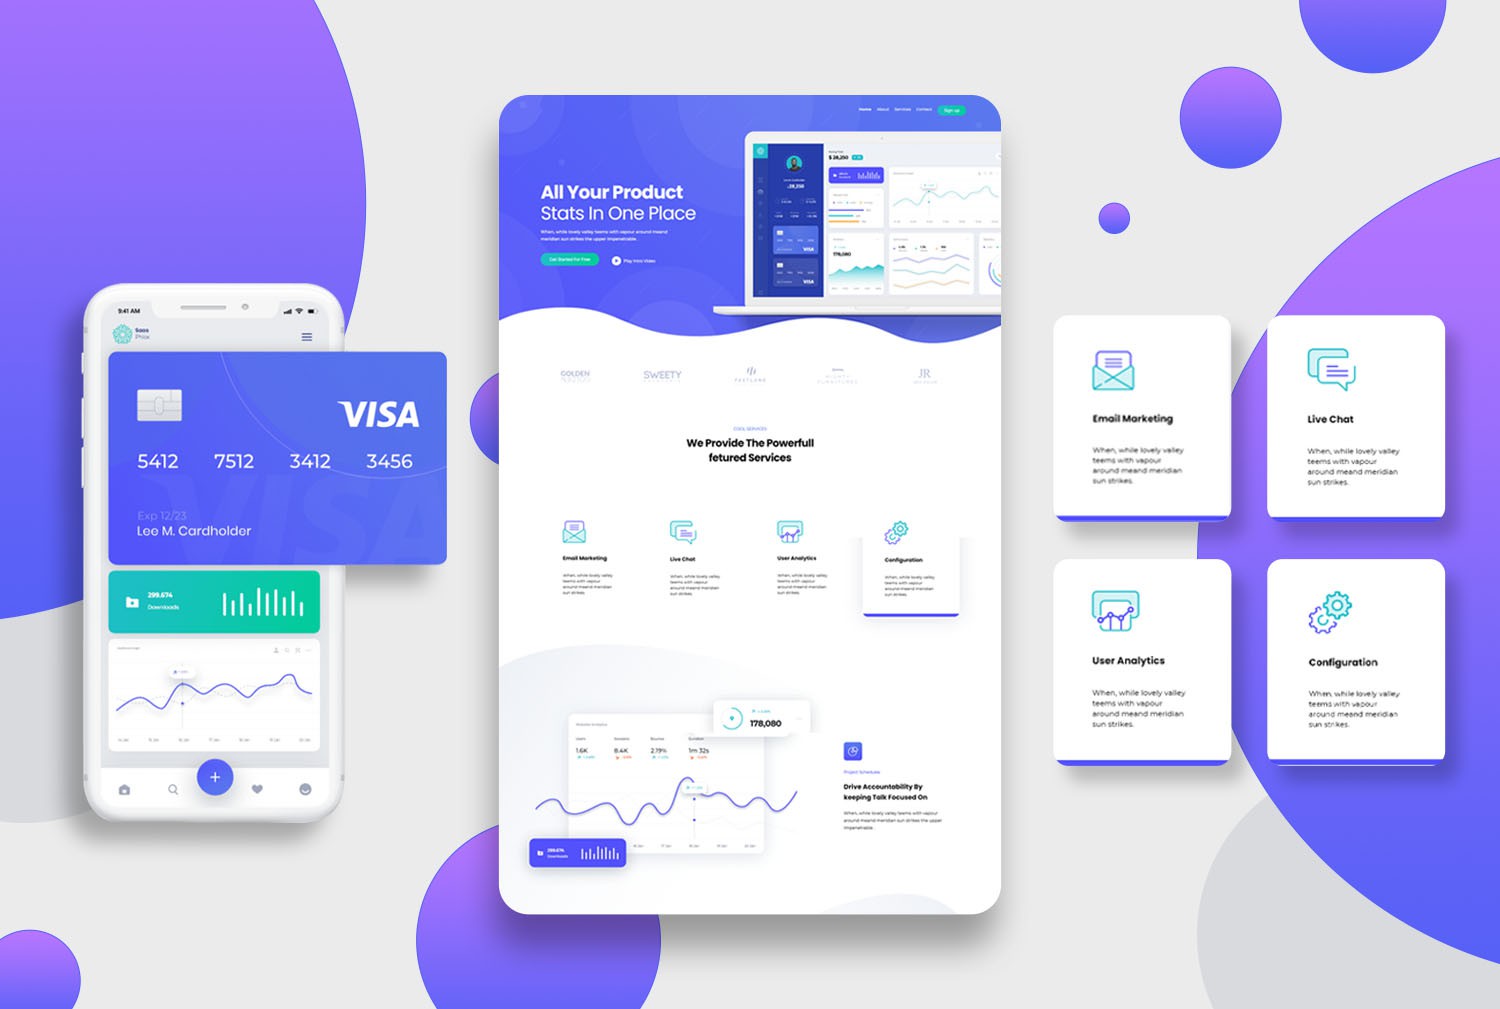 9:41 AM
Saas
VISA
5412 7512 3412 3456
Exp 12/23
Lee M. Cardholder
299.674
Downloads
Home About Services Contact Sign up
All Your Product
Stats In One Place
When, while lovely valley teems with vapour around meand
meridian sun strikes the upper impenetrable.
Get Started For Free Play Intro Video
$ 28,250
VISA
VISA
178,080
GOLDEN
SWEETY
FASTLANE
JR
COOL SERVICES
We Provide The Powerfull
fetured Services
Email Marketing
When, while lovely valley
teems with vapour
around meand meridian
sun strikes.
Live Chat
When, while lovely valley
teems with vapour
around meand meridian
sun strikes.
User Analytics
When, while lovely valley
teems with vapour
around meand meridian
sun strikes.
Configuration
When, while lovely valley
teems with vapour
around meand meridian
sun strikes.
178,080
Website Analytics
Users Sessions Bounce Duration
1.6K 8.4K 2.19% 1m 32s
299.674
Downloads
Project Schedules
Drive Accountability By
keeping Talk Focused On
When, while lovely valley teems with vapour
around meand meridian sun strikes the upper
impenetrable.
Email Marketing
When, while lovely valley
teems with vapour
around meand meridian
sun strikes.
Live Chat
When, while lovely valley
teems with vapour
around meand meridian
sun strikes.
User Analytics
When, while lovely valley
teems with vapour
around meand meridian
sun strikes.
Configuration
When, while lovely valley
teems with vapour
around meand meridian
sun strikes.